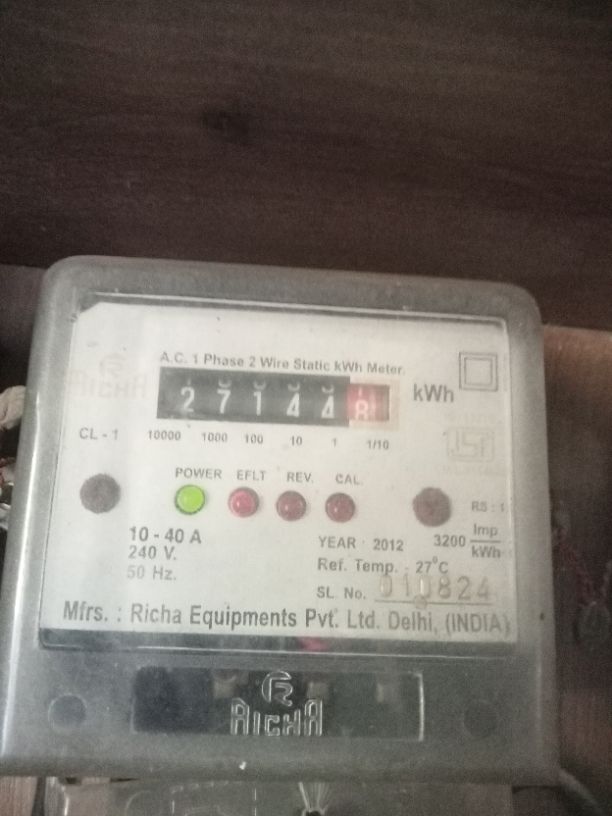 RICHA
A.C. 1 Phase 2 Wire Static kWh Meter.
2 7 1 4 4 8 kWh
CL - 1 10000 1000 100 10 1 1/10
POWER EFLT REV. CAL.
RS : 1
10 - 40 A
240 V.
50 Hz.
YEAR : 2012
3200 Imp
kWh
Ref. Temp. : 27°C
SL. No. 010824
Mfrs. : Richa Equipments Pvt. Ltd. Delhi, (INDIA)
RICHA